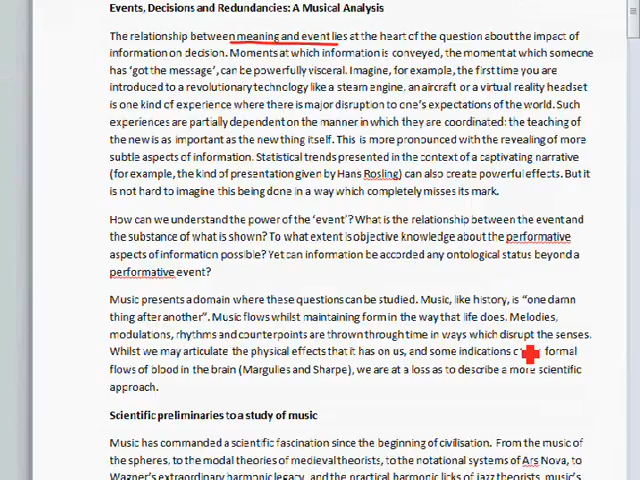 Events, Decisions and Redundancies: A Musical Analysis
The relationship between meaning and event lies at the heart of the question about the impact of
information on decision. Moments at which information is conveyed, the moment at which someone
has 'got the message', can be powerfully visceral. Imagine, for example, the first time you are
introduced to a revolutionary technology like a steam engine, an aircraft or a virtual reality headset
is one kind of experience where there is major disruption to one's expectations of the world. Such
experiences are partially dependent on the manner in which they are coordinated: the teaching of
the new is as important as the new thing itself. This is more pronounced with the revealing of more
subtle aspects of information. Statistical trends presented in the context of a captivating narrative
(for example, the kind of presentation given by Hans Rosling) can also create powerful effects. But it
is not hard to imagine this being done in a way which completely misses its mark.
How can we understand the power of the 'event'? What is the relationship between the event and
the substance of what is shown? To what extent is objective knowledge about the performative
aspects of information possible? Yet can information be accorded any ontological status beyond a
performative event?
Music presents a domain where these questions can be studied. Music, like history, is "one damn
thing after another". Music flows whilst maintaining form in the way that life does. Melodies,
modulations, rhythms and counterpoints are thrown through time in ways which disrupt the senses.
Whilst we may articulate the physical effects that it has on us, and some indications formal
flows of blood in the brain (Margulies and Sharpe), we are at a loss as to describe a more scientific
approach.
Scientific preliminaries to a study of music
Music has commanded a scientific fascination since the beginning of civilisation. From the music of
the spheres, to the modal theories of medieval theorists, to the notational systems of Ars Nova, to
Wagner's extraordinary harmonic legacy, and the practical harmonic licks of jazz theorists, music's